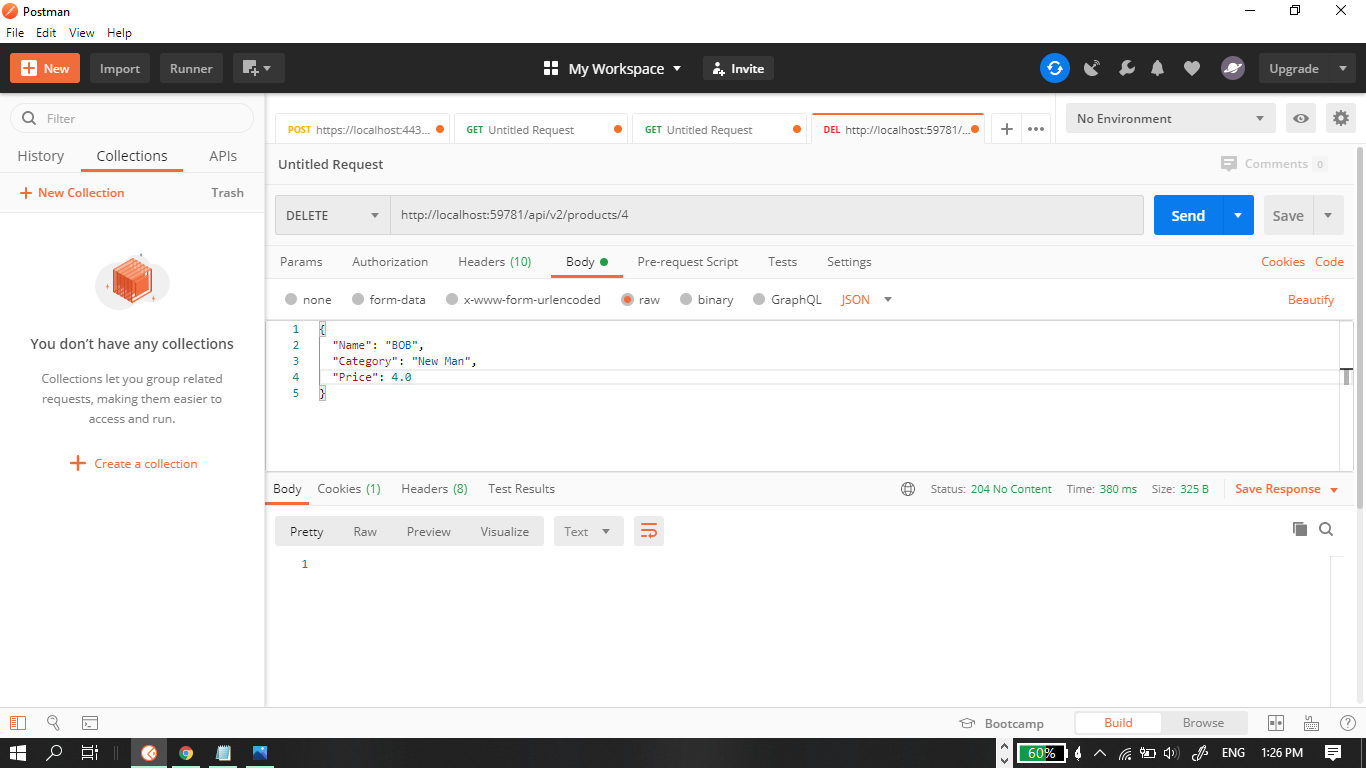 Postman
File Edit View Help
New Import Runner My Workspace Invite Upgrade
Filter
History Collections APIs
New Collection Trash
You don’t have any collections
Collections let you group related
requests, making them easier to
access and run.
Create a collection
POST https://localhost:443... GET Untitled Request GET Untitled Request DEL http://localhost:59781/... No Environment
Untitled Request Comments 0
DELETE http://localhost:59781/api/v2/products/4 Send Save
Params Authorization Headers (10) Body Pre-request Script Tests Settings Cookies Code
none form-data x-www-form-urlencoded raw binary GraphQL JSON Beautify
1 {
2 "Name": "BOB",
3 "Category": "New Man",
4 "Price": 4.0
5 }
Body Cookies (1) Headers (8) Test Results Status: 204 No Content Time: 380 ms Size: 325 B Save Response
Pretty Raw Preview Visualize Text
1
Bootcamp Build Browse
60% ENG 1:26 PM